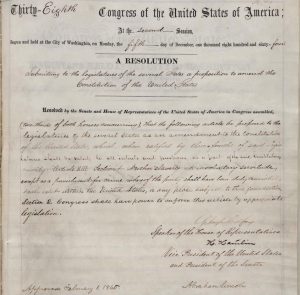 Thirty-Eighth Congress of the United States of America;
At the second Session,
Begun and held at the City of Washington, on Monday, the fifth day of December, one thousand eight hundred and sixty-four
A RESOLUTION
Submitting to the legislatures of the several States a proposition to amend the
Constitution of the United States
Resolved by the Senate and House of Representatives of the United States of America in Congress assembled,
(two-thirds of both houses concurring) that the following article be proposed to the
legislatures of the several States as an amendment to the constitution
of the United States, which when ratified by three-fourths of said legis
latures shall be valid, to all intents and purposes, as a part of the said Constitution
Article XIII. Section 1. Neither slavery nor involuntary servitude,
except as a punishment for crime whereof the party shall have been duly convict
the United States, or any place subject to their jurisdiction
Section 2. Congress shall have power to enforce this article by appropriate
legislation.
Speaker of the House of Representatives
H. Hamlin
Vice President of the United States
and President of the Senate
Approved February 1, 1865. Abraham Lincoln